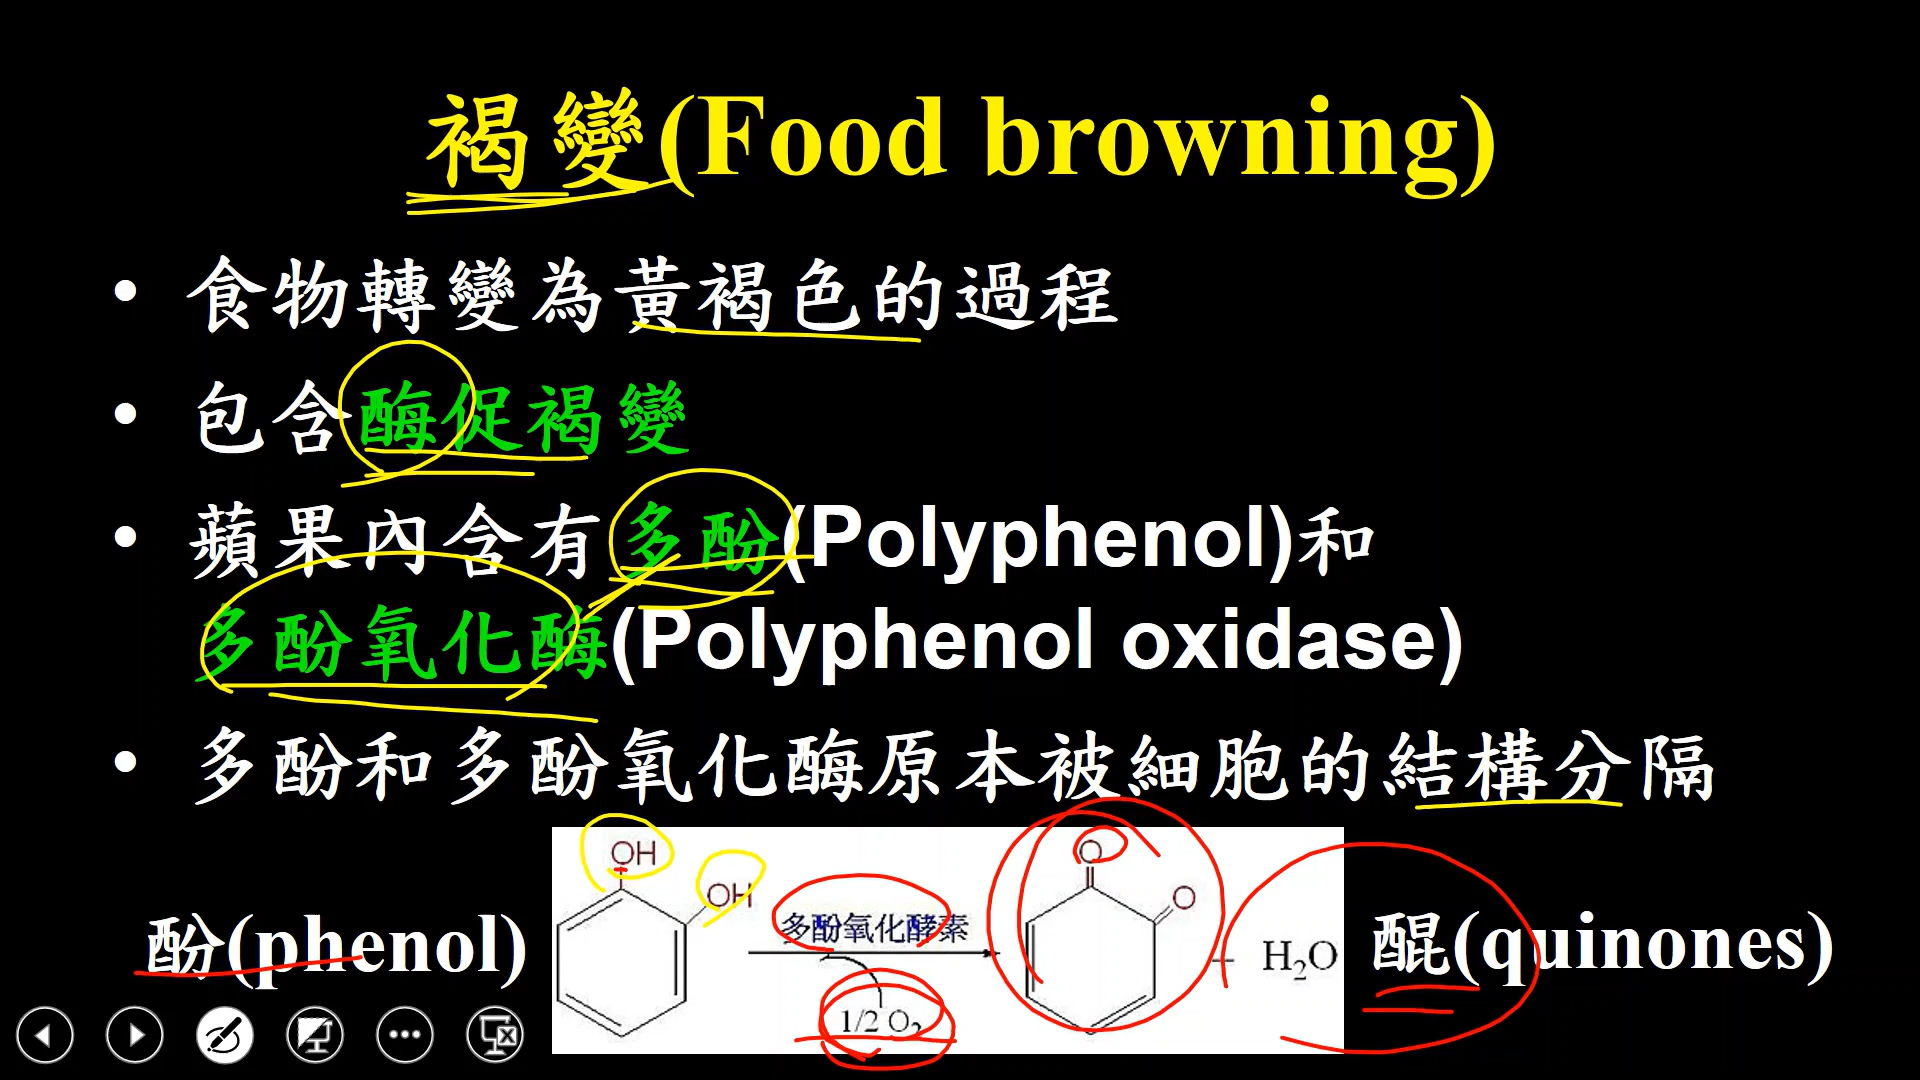 褐變(Food browning)
• 食物轉變為黃褐色的過程
• 包含酶促褐變
• 蘋果內含有多酚(Polyphenol)和
多酚氧化酶(Polyphenol oxidase)
• 多酚和多酚氧化酶原本被細胞的結構分隔
酚(phenol)
OH
OH
多酚氧化酵素
1/2 O₂
O
O
+ H₂O
醌(quinones)